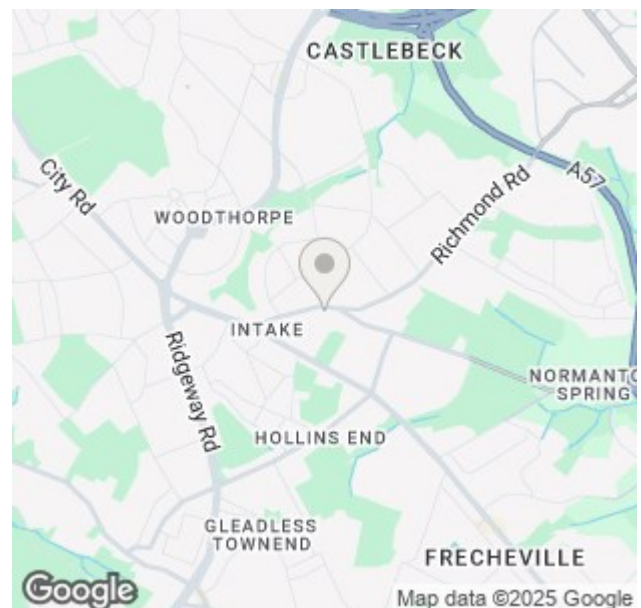 CASTLEBECK
City Rd
A57
Richmond Rd
WOODTHORPE
INTAKE
Ridgeway Rd
NORMANTO
SPRING
HOLLINS END
GLEADLESS
TOWNEND
FRECHEVILLE
Google
Map data ©2025 Google